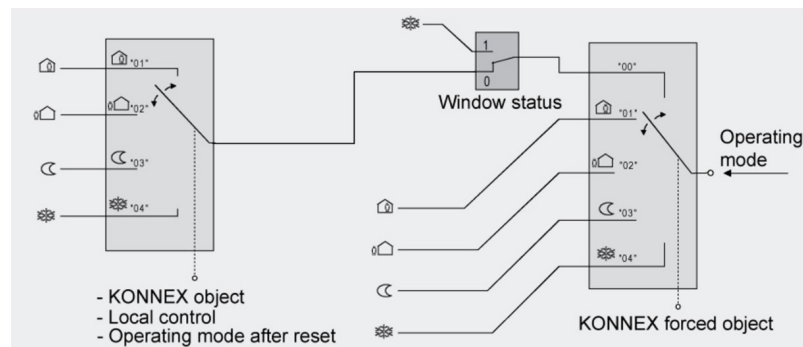 1
0
Window status
"01"
"02"
"03"
"04"
"00"
"01"
"02"
"03"
"04"
Operating
mode
- KONNEX object
- Local control
- Operating mode after reset
KONNEX forced object